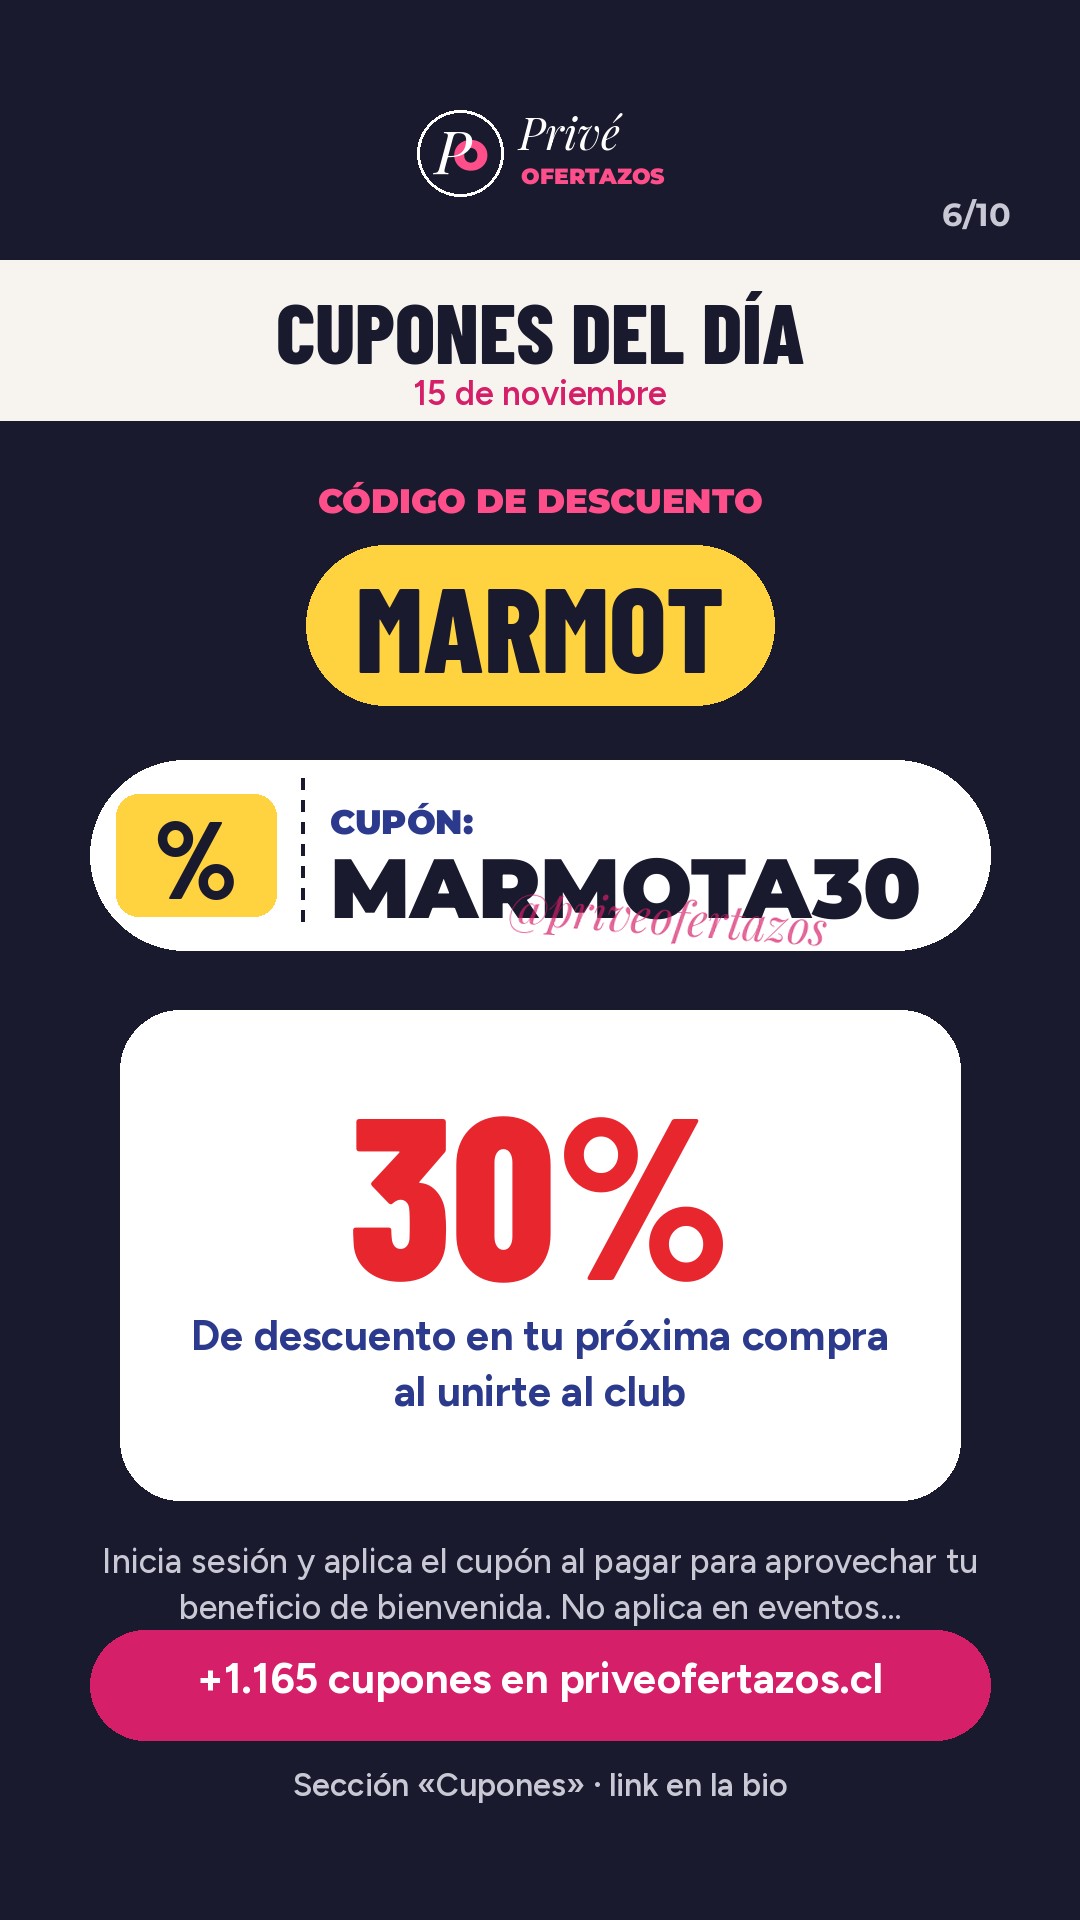 Po
Privé
OFERTAZOS
6/10
CUPONES DEL DÍA
15 de noviembre
CÓDIGO DE DESCUENTO
MARMOT
%
CUPÓN:
MARMOTA30
@priveofertazos
30%
De descuento en tu próxima compra
al unirte al club
Inicia sesión y aplica el cupón al pagar para aprovechar tu
beneficio de bienvenida. No aplica en eventos...
+1.165 cupones en priveofertazos.cl
Sección «Cupones» · link en la bio